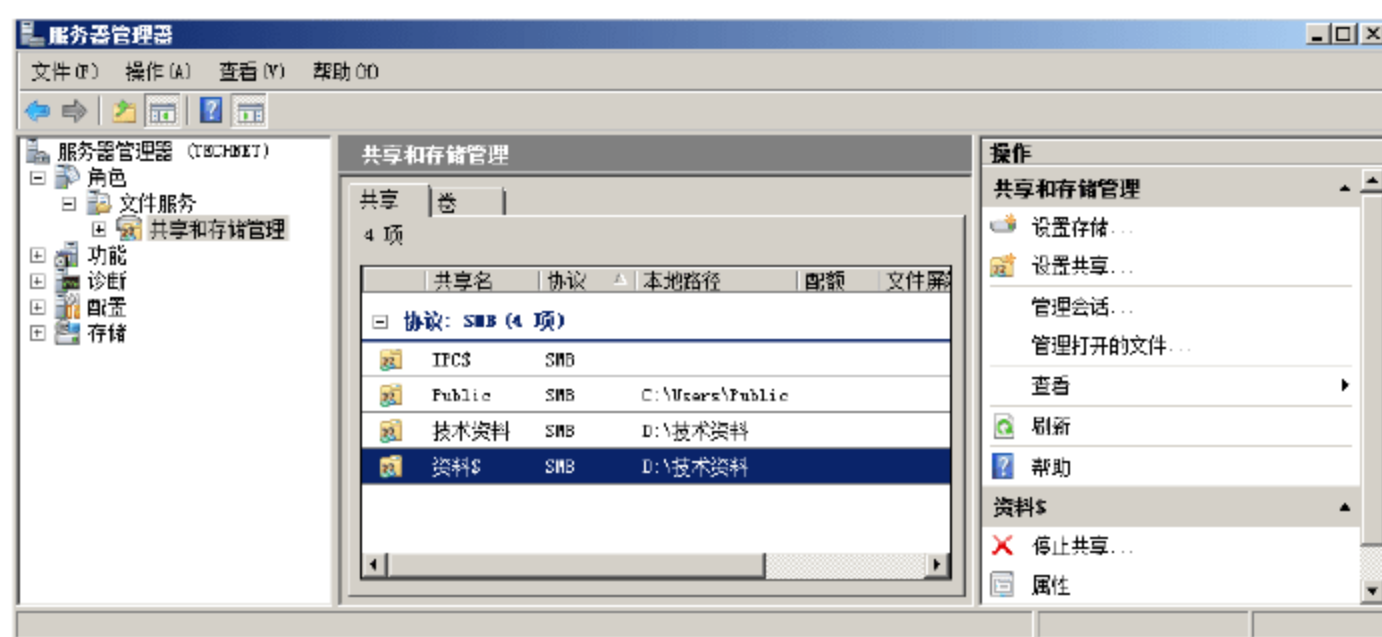 服务器管理器
文件(F) 操作(A) 查看(V) 帮助(H)
服务器管理器 (TECHNET)
角色
文件服务
共享和存储管理
功能
诊断
配置
存储
共享和存储管理
共享 卷
4 项
共享名 协议 本地路径 配额 文件屏
协议: SMB (4 项)
IPC$ SMB
Public SMB C:\Users\Public
技术资料 SMB D:\技术资料
资料$ SMB D:\技术资料
操作
共享和存储管理
设置存储...
设置共享...
管理会话...
管理打开的文件...
查看
刷新
帮助
资料$
停止共享...
属性